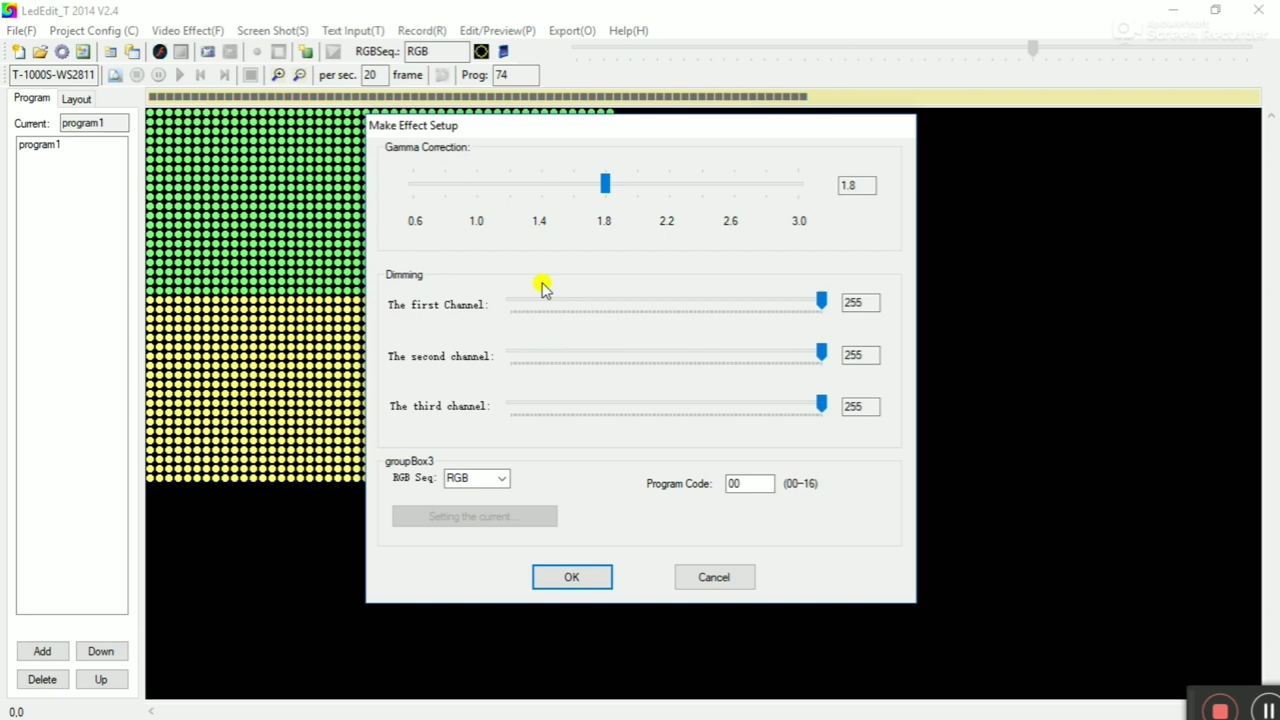 LedEdit_T 2014 V2.4
File(F) Project Config (C) Video Effect(F) Screen Shot(S) Text Input(T) Record(R) Edit/Preview(P) Export(O) Help(H)
Screen Recorder
RGBSeq.: RGB
T-1000S-WS2811 per sec. 20 frame Prog: 74
Program Layout
Current: program1
program1
Make Effect Setup
Gamma Correction:
1.8
0.6 1.0 1.4 1.8 2.2 2.6 3.0
Dimming
The first Channel: 255
The second channel: 255
The third channel: 255
groupBox3
RGB Seq: RGB Program Code: 00 (00-16)
Setting the current...
OK Cancel
Add Down
Delete Up
0,0